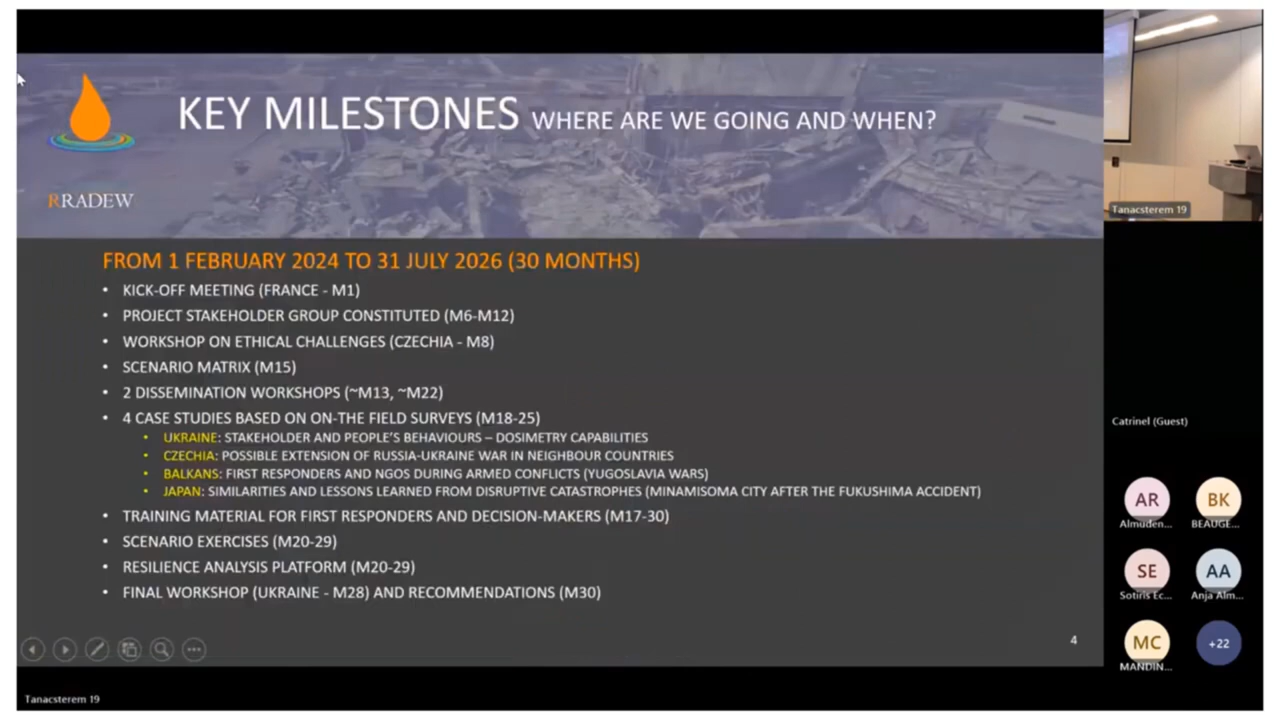 KEY MILESTONES WHERE ARE WE GOING AND WHEN?
RRADEW
FROM 1 FEBRUARY 2024 TO 31 JULY 2026 (30 MONTHS)
• KICK-OFF MEETING (FRANCE - M1)
• PROJECT STAKEHOLDER GROUP CONSTITUTED (M6-M12)
• WORKSHOP ON ETHICAL CHALLENGES (CZECHIA - M8)
• SCENARIO MATRIX (M15)
• 2 DISSEMINATION WORKSHOPS (~M13, ~M22)
• 4 CASE STUDIES BASED ON ON-THE FIELD SURVEYS (M18-25)
• UKRAINE: STAKEHOLDER AND PEOPLE'S BEHAVIOURS – DOSIMETRY CAPABILITIES
• CZECHIA: POSSIBLE EXTENSION OF RUSSIA-UKRAINE WAR IN NEIGHBOUR COUNTRIES
• BALKANS: FIRST RESPONDERS AND NGOS DURING ARMED CONFLICTS (YUGOSLAVIA WARS)
• JAPAN: SIMILARITIES AND LESSONS LEARNED FROM DISRUPTIVE CATASTROPHES (MINAMISOMA CITY AFTER THE FUKUSHIMA ACCIDENT)
• TRAINING MATERIAL FOR FIRST RESPONDERS AND DECISION-MAKERS (M17-30)
• SCENARIO EXERCISES (M20-29)
• RESILIENCE ANALYSIS PLATFORM (M20-29)
• FINAL WORKSHOP (UKRAINE - M28) AND RECOMMENDATIONS (M30)
4
Tanacsterem 19
Tanacsterem 19
Catrinel (Guest)
AR
Almuden...
BK
BEAUGE...
SE
Sotiris Ec...
AA
Anja Alm...
MC
MANDIN...
+22